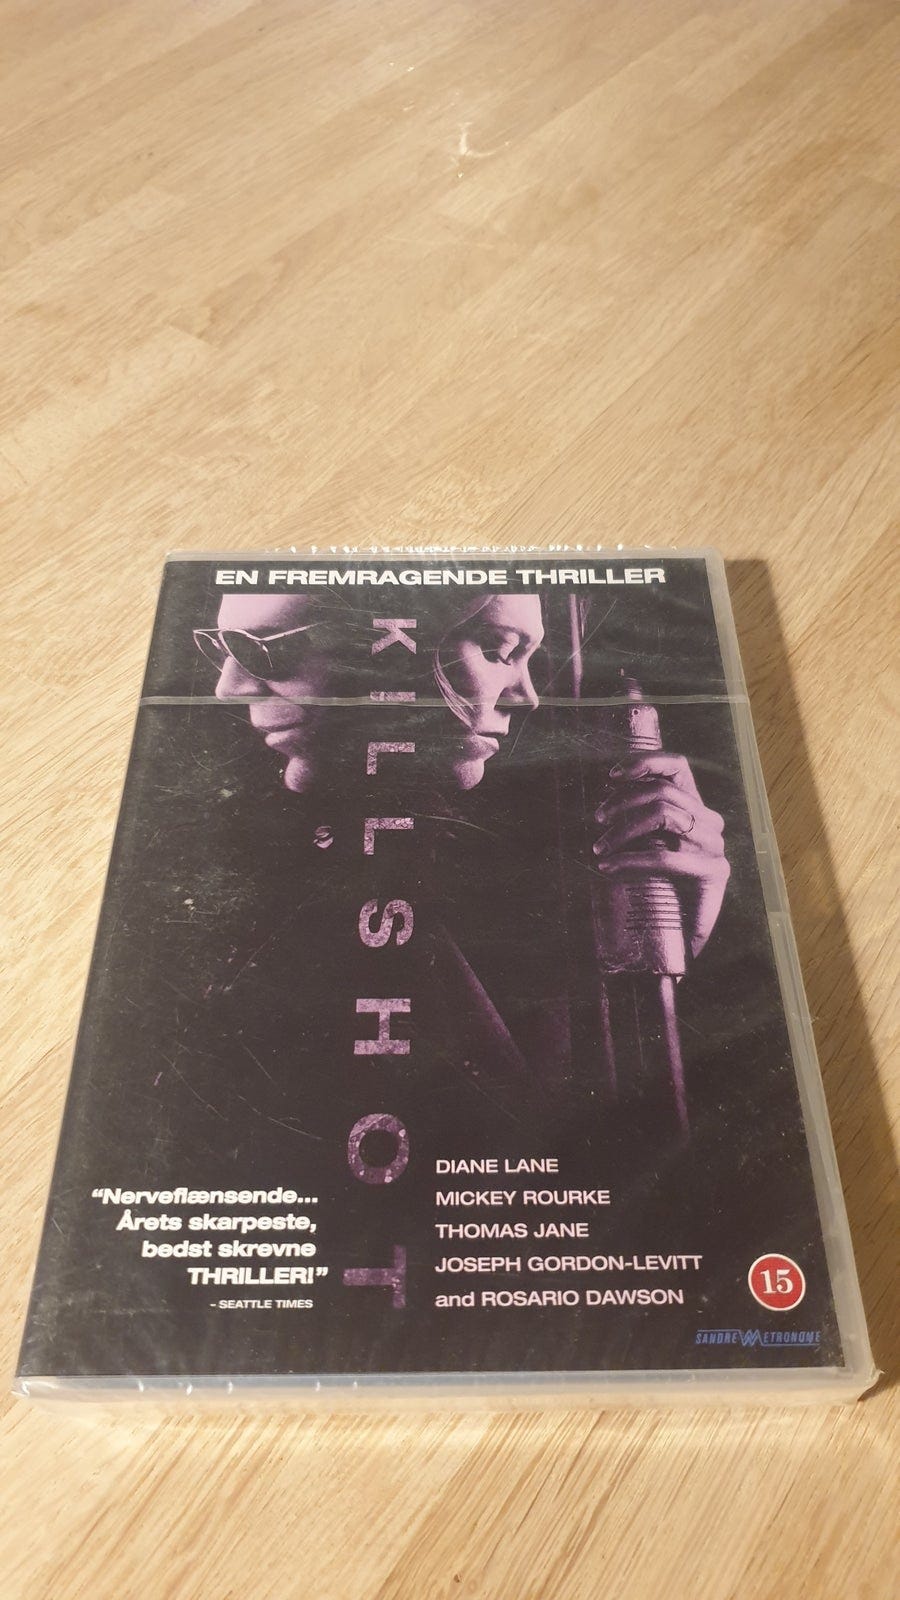 EN FREMRAGENDE THRILLER
KILLSHOT
"Nerveflænsende...
Årets skarpeste,
bedst skrevne
THRILLER!"
- SEATTLE TIMES
DIANE LANE
MICKEY ROURKE
THOMAS JANE
JOSEPH GORDON-LEVITT
and ROSARIO DAWSON
15
SANDREW METRONOME